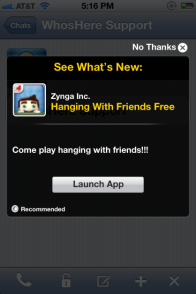 AT&T 5:16 PM
Chats WhosHere Support
No Thanks
See What's New:
Zynga Inc.
Hanging With Friends Free
Come play hanging with friends!!!
Launch App
Recommended